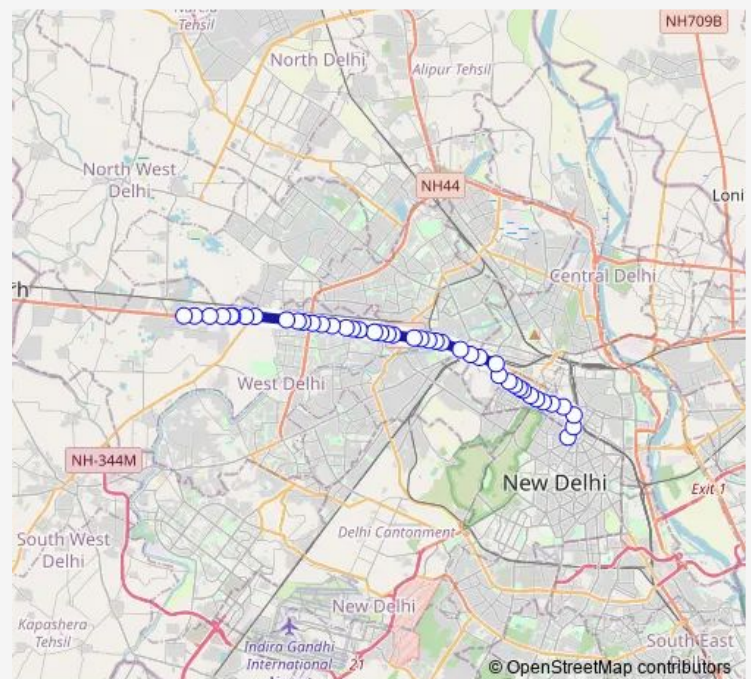 Narela
Tehsil
NH709B
North Delhi
Alipur Tehsil
North West
Delhi
NH44
Loni
Central Delhi
rh
West Delhi
NH-344M
New Delhi
Exit 1
South West
Delhi
Delhi Cantonment
New Delhi
Kapashera
Tehsil
Indira Gandhi
International
21
South East
© OpenStreetMap contributors